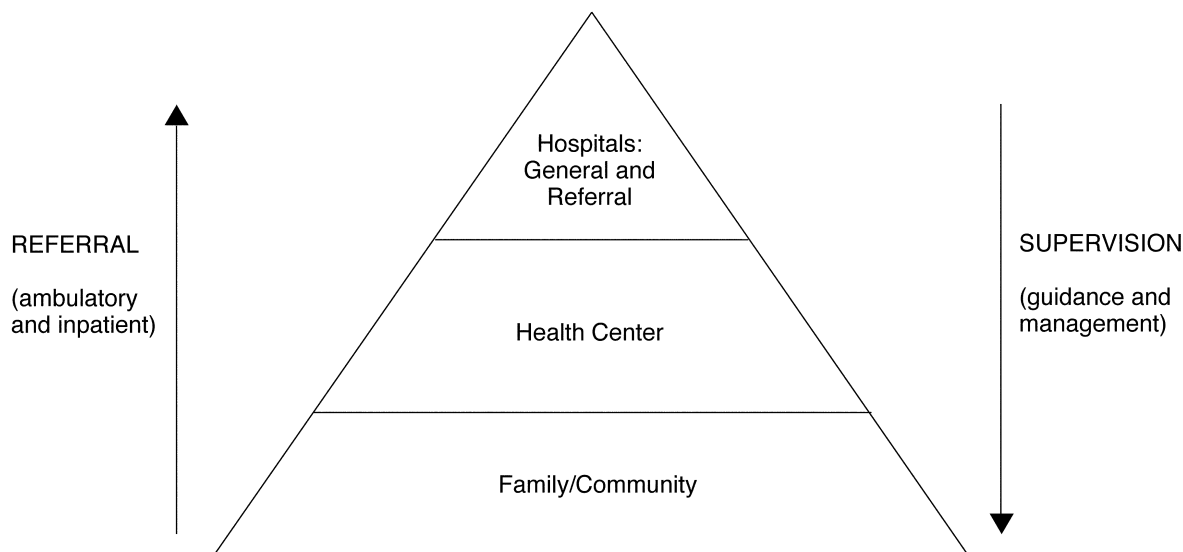 Hospitals:
General and
Referral
REFERRAL
(ambulatory
and inpatient)
SUPERVISION
(guidance and
management)
Health Center
Family/Community